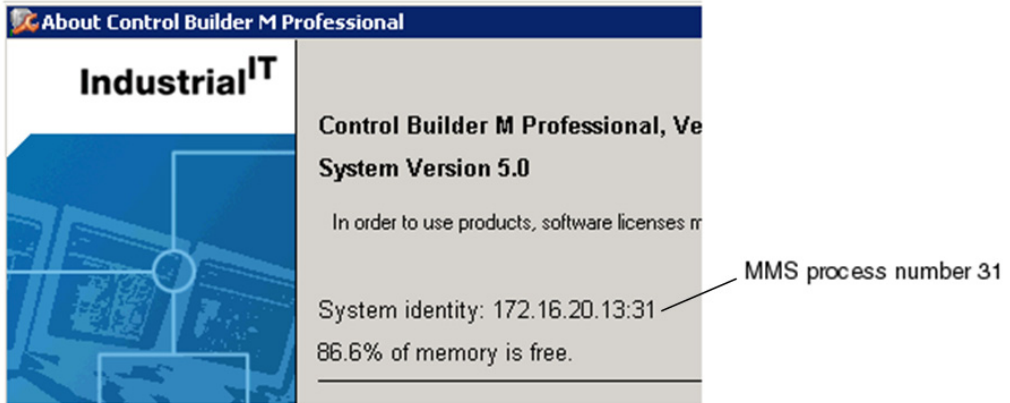 About Control Builder M Professional
Industrial IT
Control Builder M Professional, Ve
System Version 5.0
In order to use products, software licenses m
MMS process number 31
System identity: 172.16.20.13:31
86.6% of memory is free.